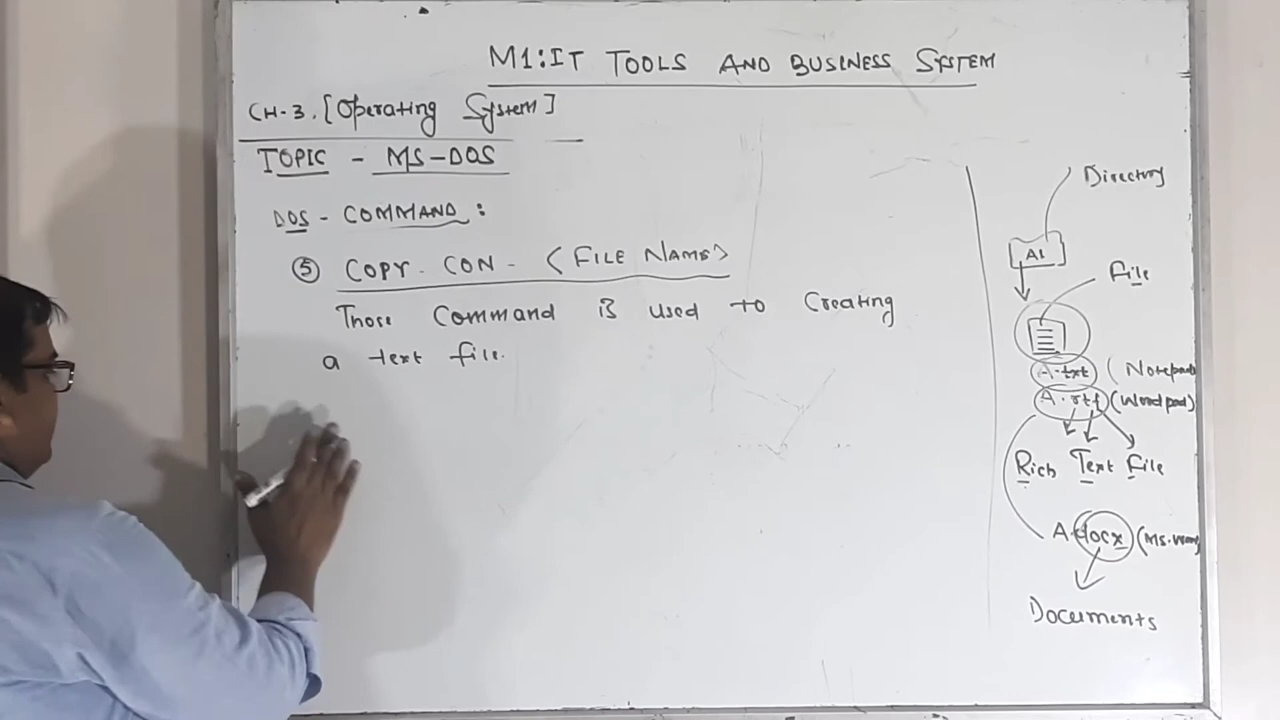 M1:IT TOOLS AND BUSINESS SYSTEM
CH-3. [Operating System]
TOPIC - MS-DOS
DOS - COMMAND :
⑤ COPY - CON - <FILE NAME>
Those Command is used to Creating
a text file.
Directory
A1
File
A.txt (Notepad
A.rtf (Wordpad)
Rich Text File
A.docx (Ms.Word
Documents